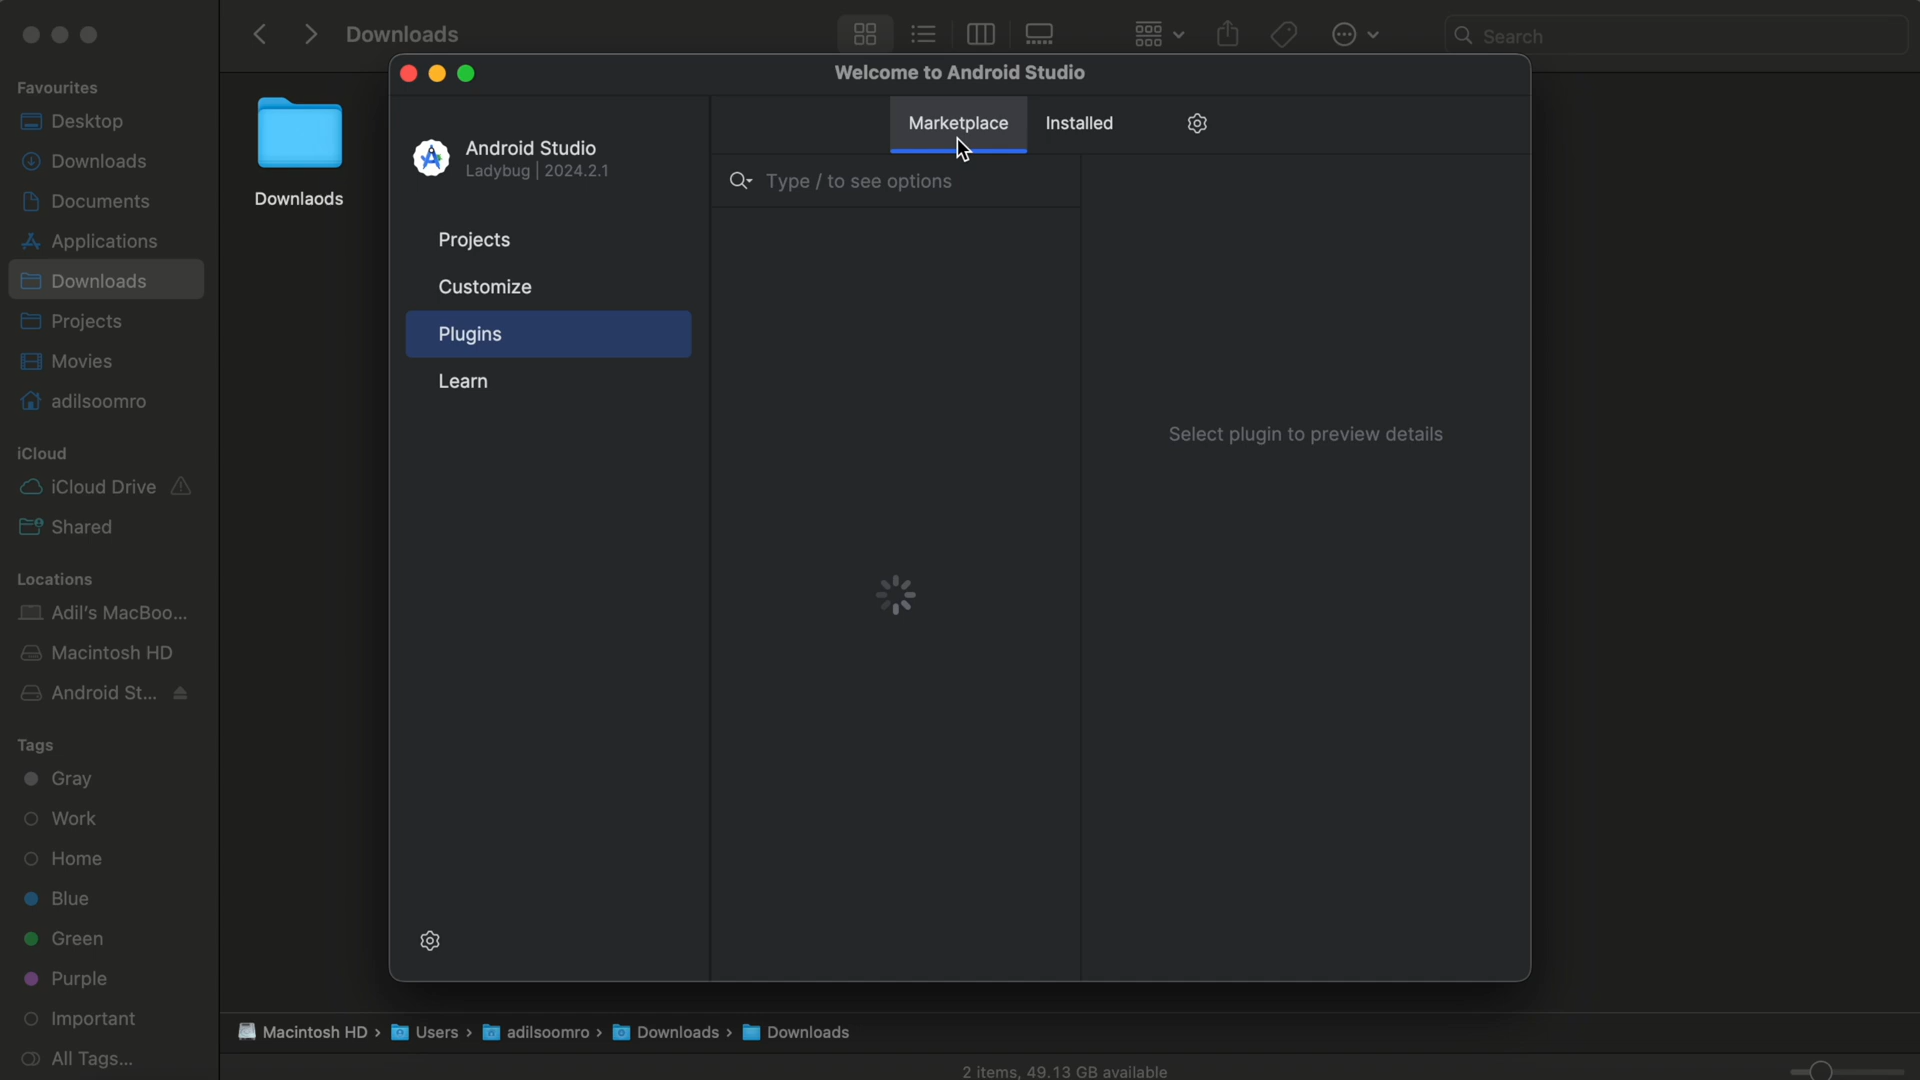 Downloads
Search
Favourites
Desktop
Downloads
Documents
Applications
Downloads
Projects
Movies
adilsoomro
iCloud
iCloud Drive
Shared
Locations
Adil's MacBoo...
Macintosh HD
Android St...
Tags
Gray
Work
Home
Blue
Green
Purple
Important
All Tags...
Downlaods
Welcome to Android Studio
Android Studio
Ladybug | 2024.2.1
Projects
Customize
Plugins
Learn
Marketplace
Installed
Type / to see options
Select plugin to preview details
Macintosh HD › Users › adilsoomro › Downloads › Downloads
2 items, 49.13 GB available